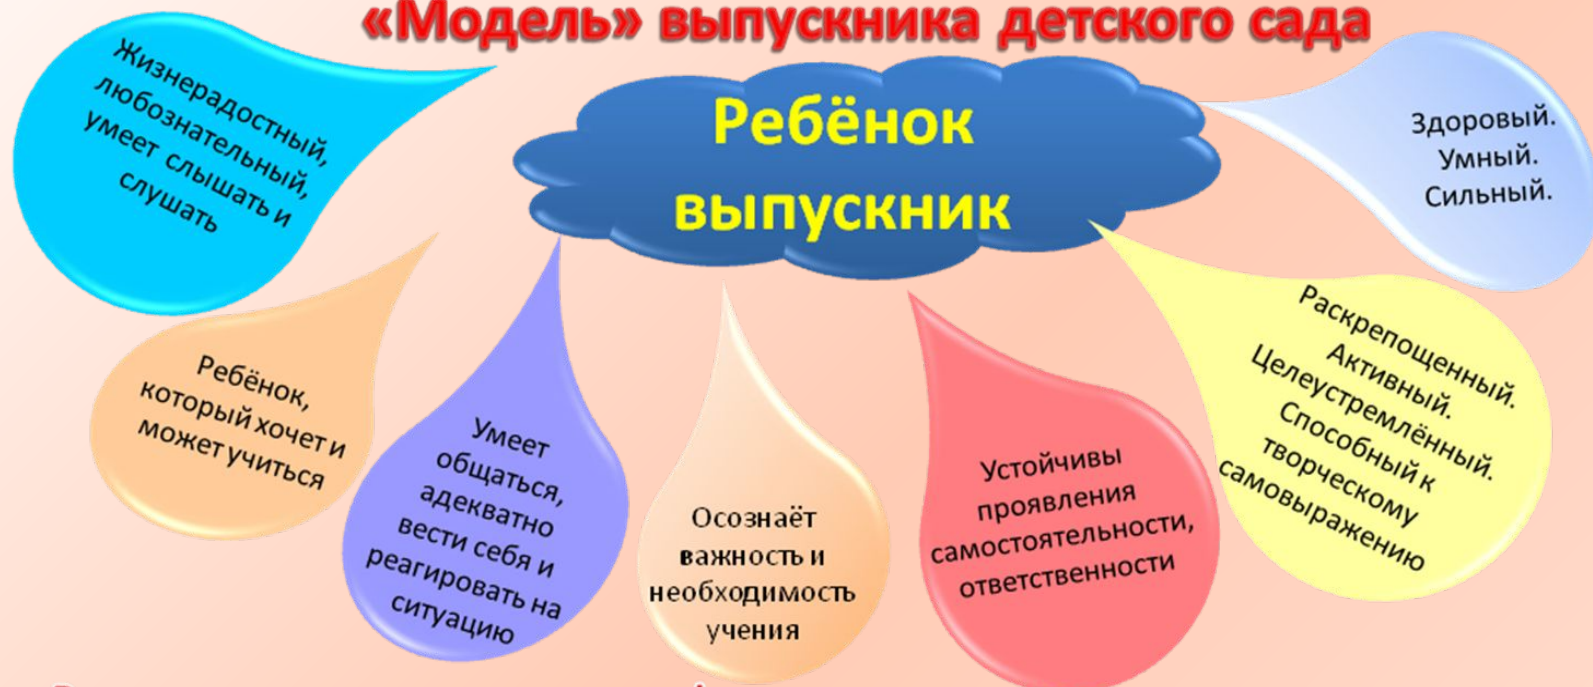 «Модель» выпускника детского сада
Ребёнок
выпускник
Жизнерадостный,
любознательный,
умеет слышать и
слушать
Ребёнок,
который хочет и
может учиться
Умеет
общаться,
адекватно
вести себя и
реагировать на
ситуацию
Осознаёт
важность и
необходимость
учения
Устойчивы
проявления
самостоятельности,
ответственности
Раскрепощенный.
Активный.
Целеустремлённый.
Способный к
творческому
самовыражению
Здоровый.
Умный.
Сильный.